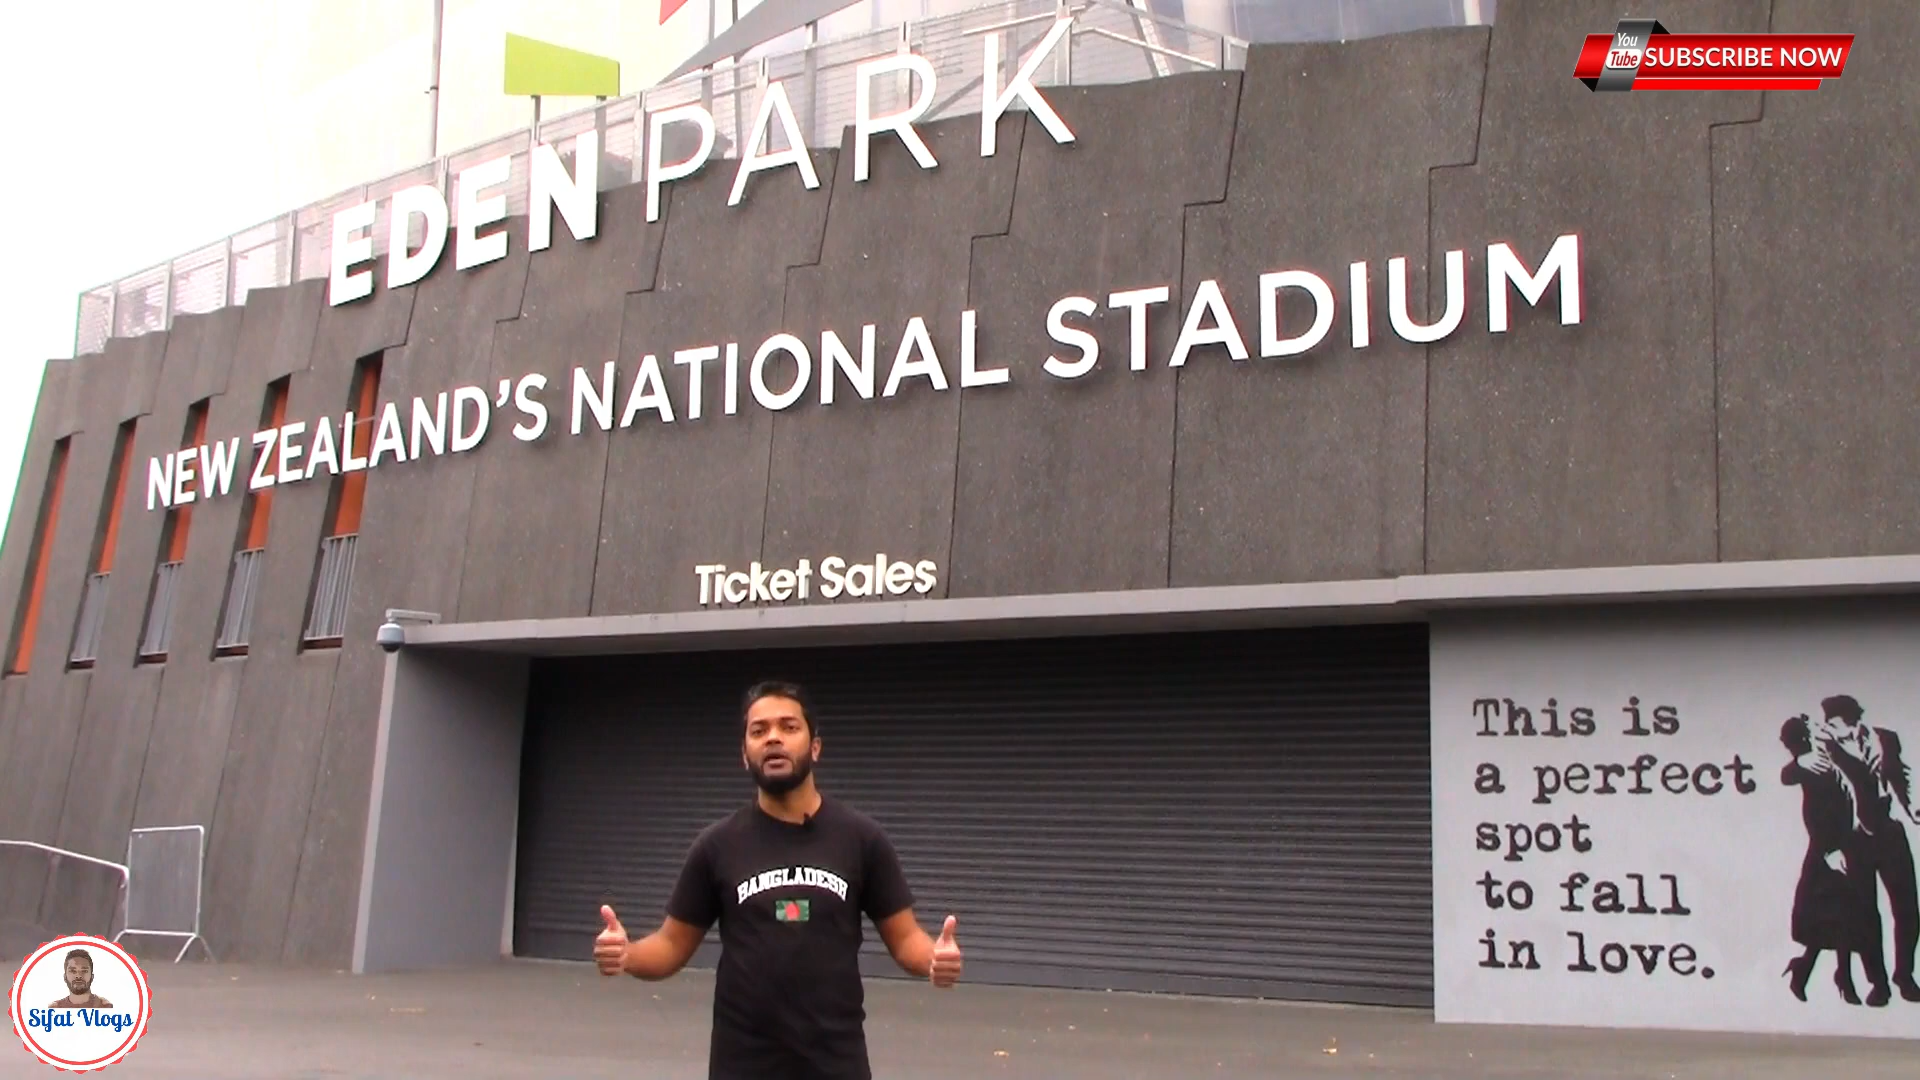 You
Tube
SUBSCRIBE NOW
EDEN PARK
NEW ZEALAND'S NATIONAL STADIUM
Ticket Sales
This is
a perfect
spot
to fall
in love.
BANGLADESH
Sifat Vlogs